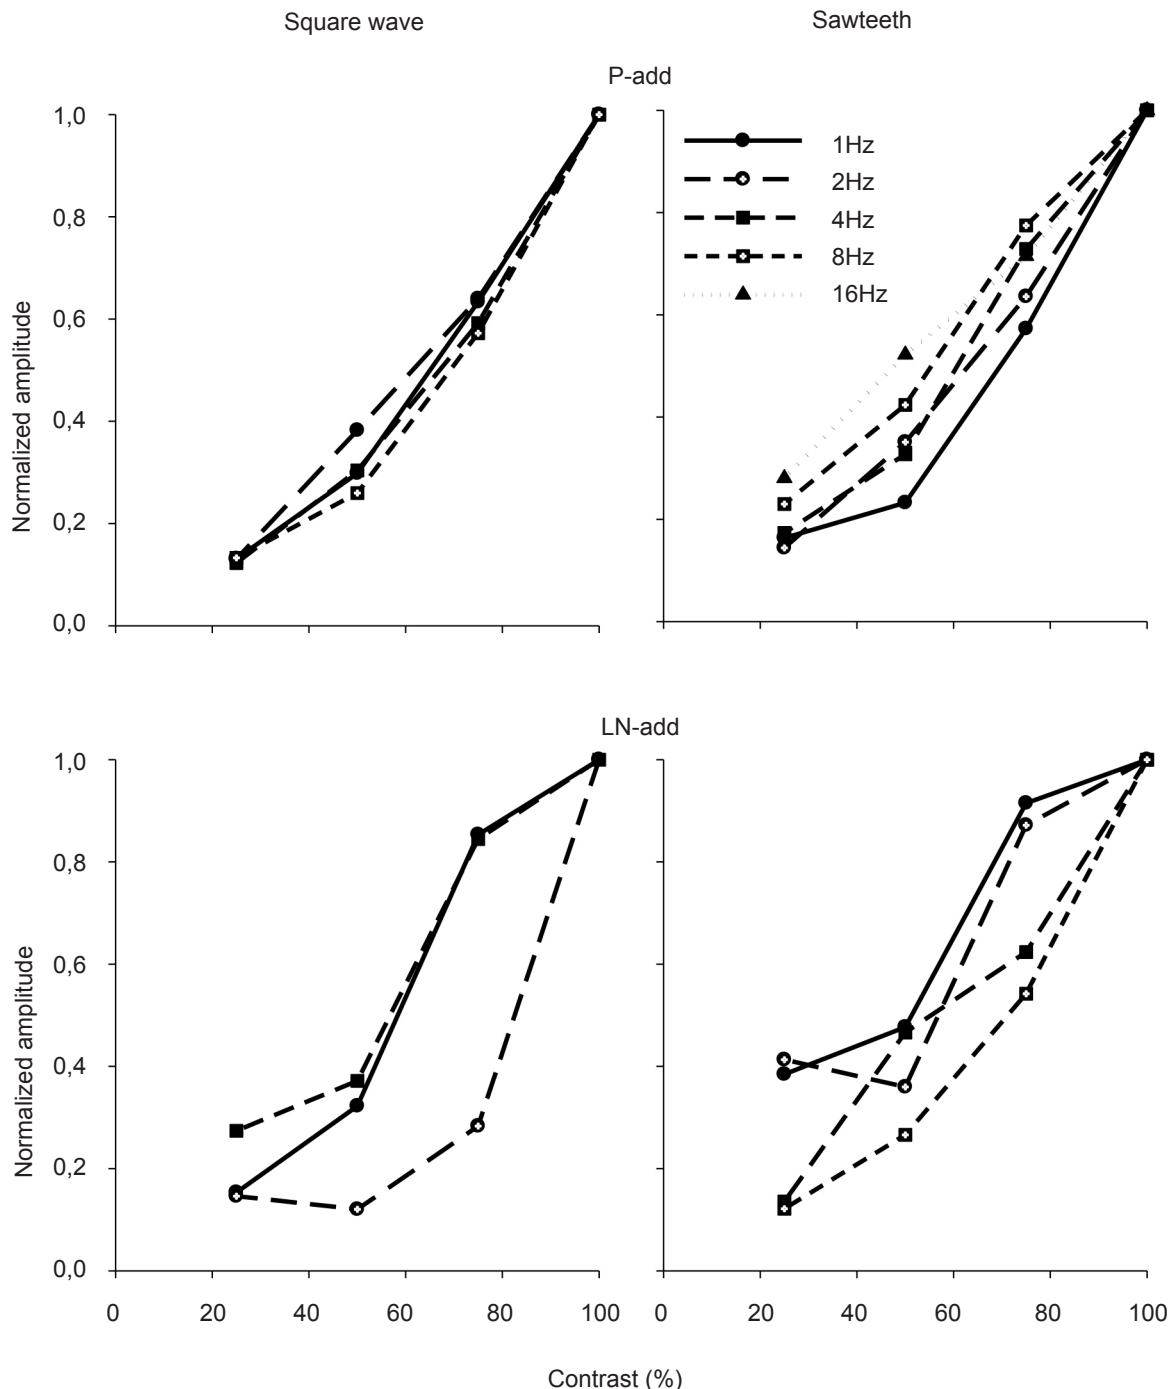 Square wave
Sawteeth
P-add
1,0
0,8
0,6
0,4
0,2
0,0
Normalized amplitude
1Hz
2Hz
4Hz
8Hz
16Hz
LN-add
1,0
0,8
0,6
0,4
0,2
0,0
Normalized amplitude
0 20 40 60 80 100
20 40 60 80 100
Contrast (%)